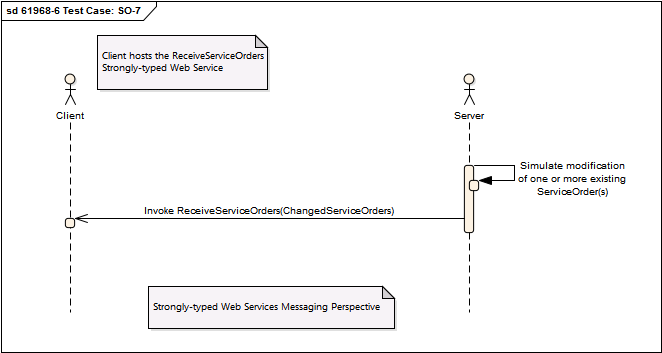 sd 61968-6 Test Case: SO-7
Client hosts the ReceiveServiceOrders
Strongly-typed Web Service
Client
Server
Simulate modification
of one or more existing
ServiceOrder(s)
Invoke ReceiveServiceOrders(ChangedServiceOrders)
Strongly-typed Web Services Messaging Perspective